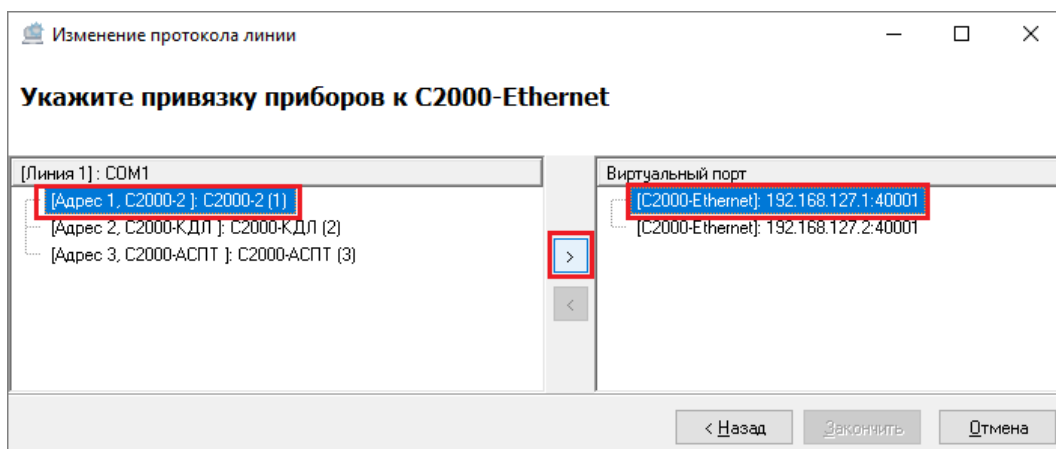 Изменение протокола линии
Укажите привязку приборов к С2000-Ethernet
[Линия 1] : COM1
[Адрес 1, С2000-2 ]: С2000-2 (1)
[Адрес 2, С2000-КДЛ ]: С2000-КДЛ (2)
[Адрес 3, С2000-АСПТ ]: С2000-АСПТ (3)
>
<
Виртуальный порт
[C2000-Ethernet]: 192.168.127.1:40001
[C2000-Ethernet]: 192.168.127.2:40001
< Назад
Закончить
Отмена